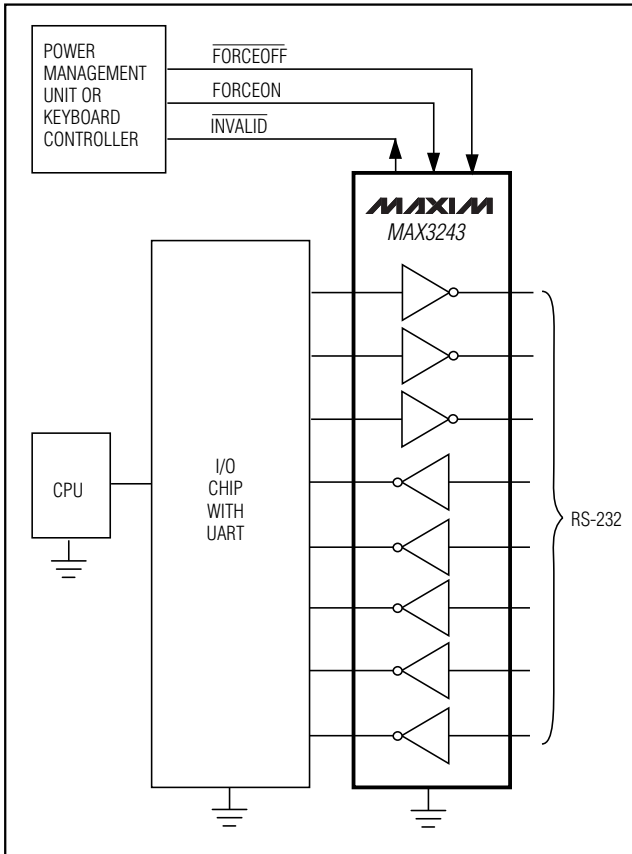 POWER
MANAGEMENT
UNIT OR
KEYBOARD
CONTROLLER
FORCEOFF
FORCEON
INVALID
MAXIM
MAX3243
CPU
I/O
CHIP
WITH
UART
RS-232